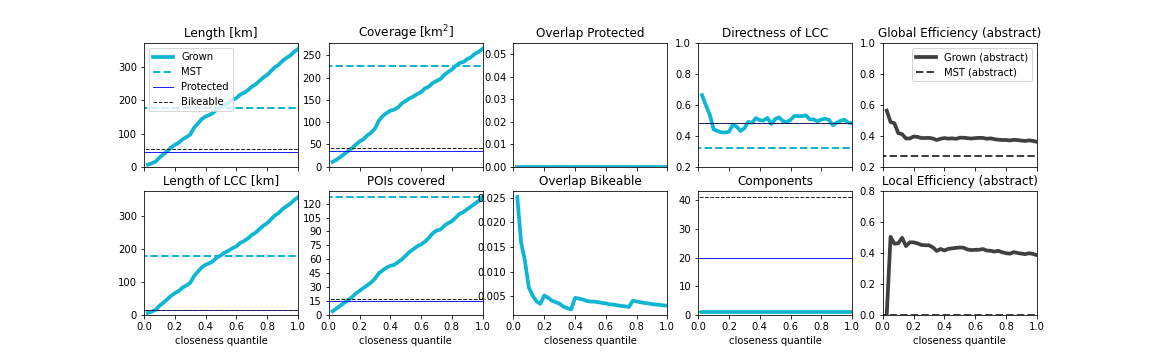 Length [km]
Coverage [km²]
Overlap Protected
Directness of LCC
Global Efficiency (abstract)
300
200
100
0
Grown
MST
Protected
Bikeable
250
200
150
100
50
0
0.05
0.04
0.03
0.02
0.01
0.00
1.0
0.8
0.6
0.4
0.2
1.0
0.8
0.6
0.4
0.2
Grown (abstract)
MST (abstract)
Length of LCC [km]
POIs covered
Overlap Bikeable
Components
Local Efficiency (abstract)
300
200
100
0
0.0 0.2 0.4 0.6 0.8 1.0
closeness quantile
120
105
90
75
60
45
30
15
0
0.0 0.2 0.4 0.6 0.8 1.0
closeness quantile
0.025
0.020
0.015
0.010
0.005
0.0 0.2 0.4 0.6 0.8 1.0
closeness quantile
40
30
20
10
0
0.0 0.2 0.4 0.6 0.8 1.0
closeness quantile
0.8
0.6
0.4
0.2
0.0
0.0 0.2 0.4 0.6 0.8 1.0
closeness quantile